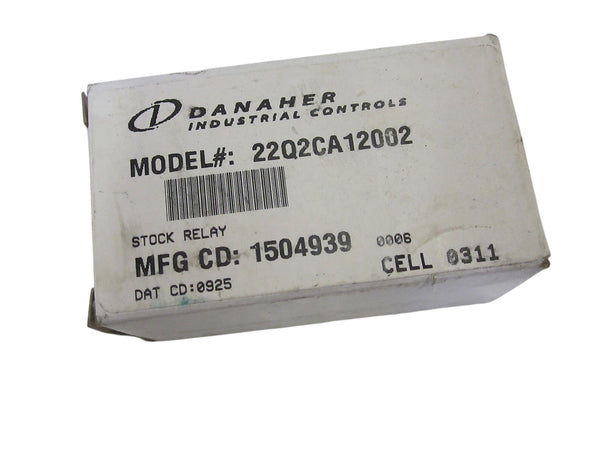 DANAHER
INDUSTRIAL CONTROLS
MODEL#: 22Q2CA12002
STOCK RELAY
MFG CD: 1504939 0006
DAT CD:0925 CELL 0311